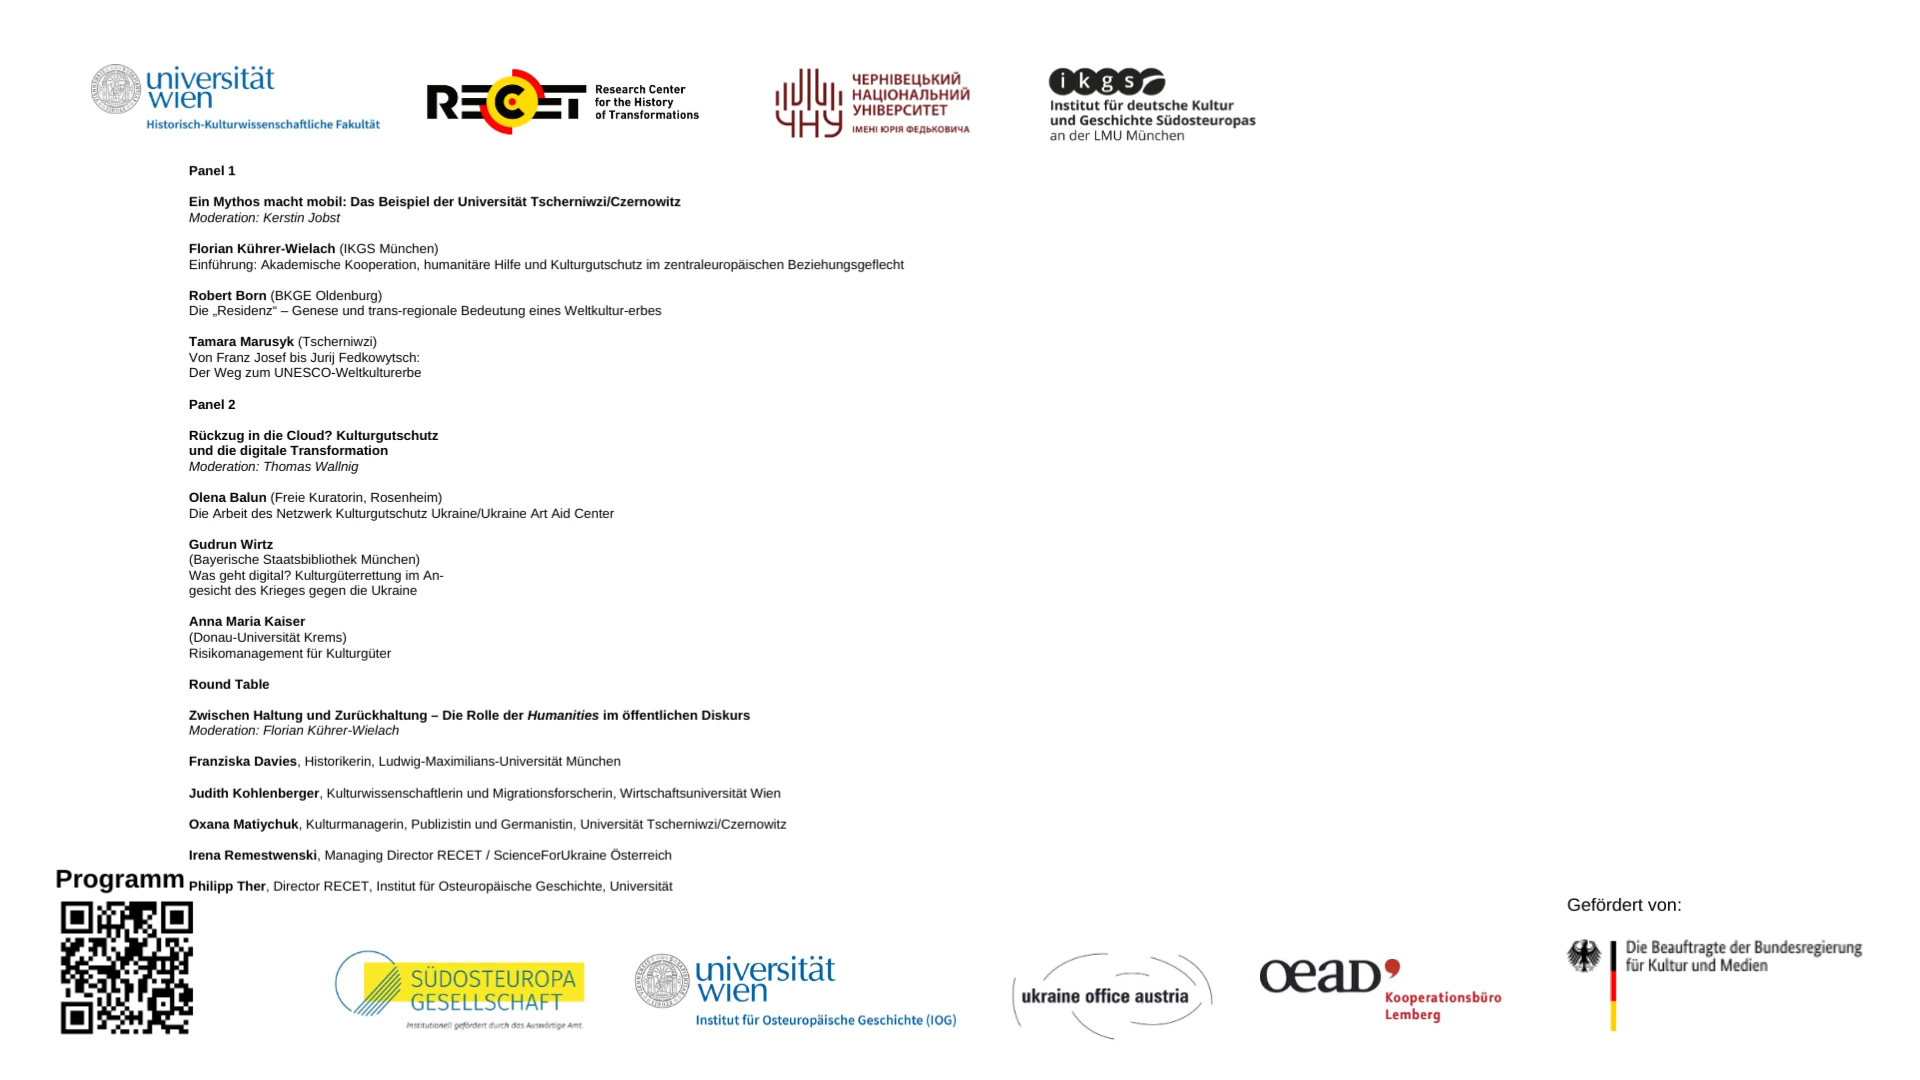 universität
wien
Historisch-Kulturwissenschaftliche Fakultät
RECET
Research Center
for the History
of Transformations
ЧНУ
ЧЕРНІВЕЦЬКИЙ
НАЦІОНАЛЬНИЙ
УНІВЕРСИТЕТ
ІМЕНІ ЮРІЯ ФЕДЬКОВИЧА
ikgs
Institut für deutsche Kultur
und Geschichte Südosteuropas
an der LMU München
Panel 1
Ein Mythos macht mobil: Das Beispiel der Universität Tscherniwzi/Czernowitz
Moderation: Kerstin Jobst
Florian Kührer-Wielach (IKGS München)
Einführung: Akademische Kooperation, humanitäre Hilfe und Kulturgutschutz im zentraleuropäischen Beziehungsgeflecht
Robert Born (BKGE Oldenburg)
Die „Residenz“ – Genese und trans-regionale Bedeutung eines Weltkultur-erbes
Tamara Marusyk (Tscherniwzi)
Von Franz Josef bis Jurij Fedkowytsch:
Der Weg zum UNESCO-Weltkulturerbe
Panel 2
Rückzug in die Cloud? Kulturgutschutz
und die digitale Transformation
Moderation: Thomas Wallnig
Olena Balun (Freie Kuratorin, Rosenheim)
Die Arbeit des Netzwerk Kulturgutschutz Ukraine/Ukraine Art Aid Center
Gudrun Wirtz
(Bayerische Staatsbibliothek München)
Was geht digital? Kulturgüterrettung im An-
gesicht des Krieges gegen die Ukraine
Anna Maria Kaiser
(Donau-Universität Krems)
Risikomanagement für Kulturgüter
Round Table
Zwischen Haltung und Zurückhaltung – Die Rolle der Humanities im öffentlichen Diskurs
Moderation: Florian Kührer-Wielach
Franziska Davies, Historikerin, Ludwig-Maximilians-Universität München
Judith Kohlenberger, Kulturwissenschaftlerin und Migrationsforscherin, Wirtschaftsuniversität Wien
Oxana Matiychuk, Kulturmanagerin, Publizistin und Germanistin, Universität Tscherniwzi/Czernowitz
Irena Remestwenski, Managing Director RECET / ScienceForUkraine Österreich
Philipp Ther, Director RECET, Institut für Osteuropäische Geschichte, Universität
Programm
SÜDOSTEUROPA
GESELLSCHAFT
Institutionell gefördert durch das Auswärtige Amt.
universität
wien
Institut für Osteuropäische Geschichte (IOG)
ukraine office austria
OEAD
Kooperationsbüro
Lemberg
Gefördert von:
Die Beauftragte der Bundesregierung
für Kultur und Medien